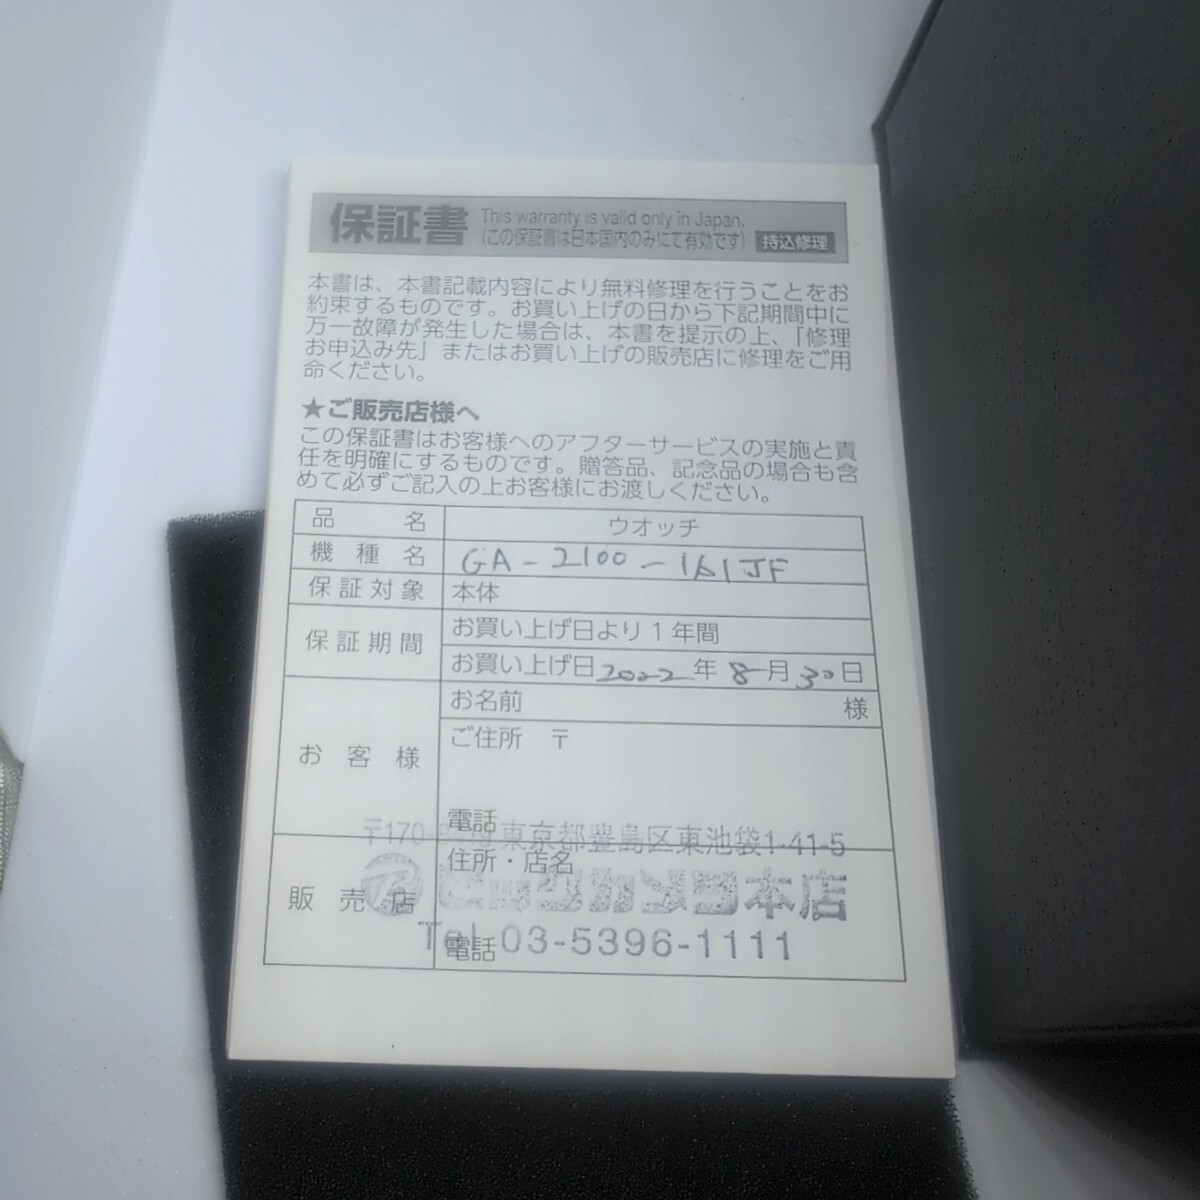 保証書
This warranty is valid only in Japan.
(この保証書は日本国内のみにて有効です)
持込修理
本書は、本書記載内容により無料修理を行うことをお
約束するものです。お買い上げの日から下記期間中に
万一故障が発生した場合は、本書を提示の上、「修理
お申込み先」またはお買い上げの販売店に修理をご用
命ください。
★ご販売店様へ
この保証書はお客様へのアフターサービスの実施と責
任を明確にするものです。贈答品、記念品の場合も含
めて必ずご記入の上お客様にお渡しください。
品名 ウオッチ
機種名 GA-2100-161JF
保証対象 本体
保証期間 お買い上げ日より1年間
お買い上げ日2022年8月30日
お客様 お名前 様
ご住所 〒
電話
東京都豊島区東池袋1-41-5
販売店 住所・店名
ビックカメラ本店
電話
Tel 03-5396-1111